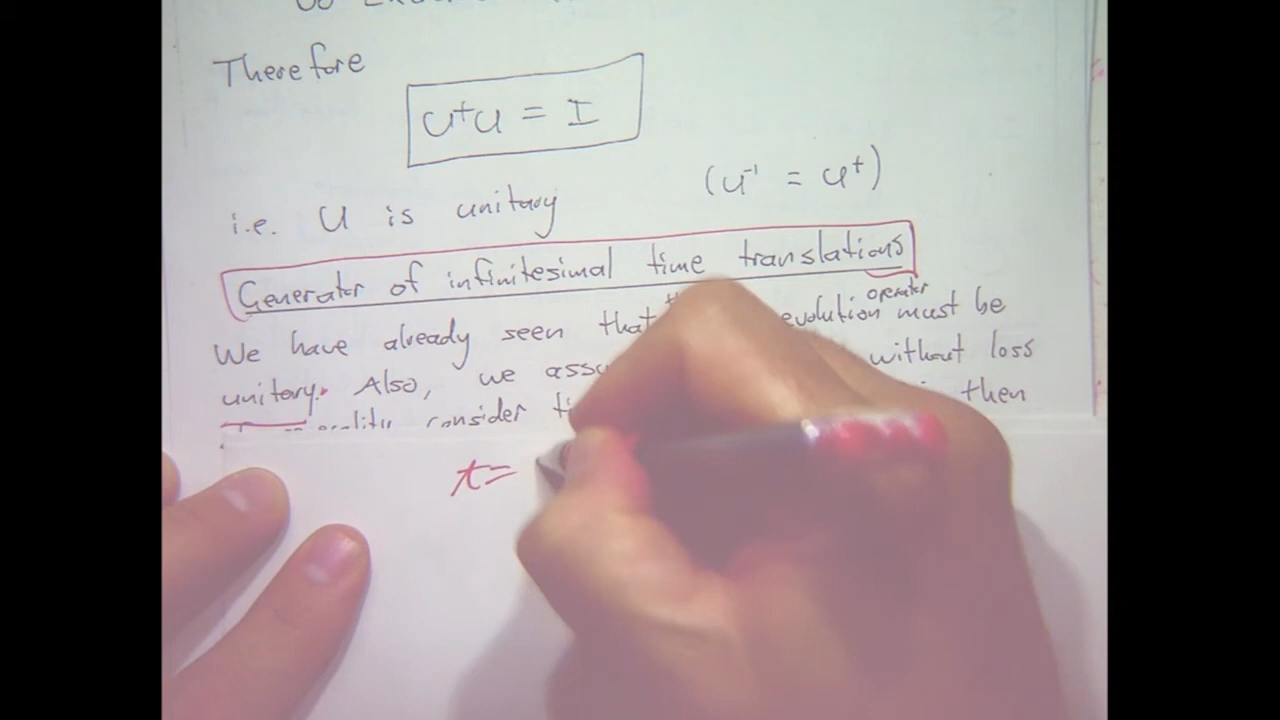 Therefore
U†U = I
(U⁻¹ = U†)
i.e. U is unitary
Generator of infinitesimal time translations
operator
We have already seen that evolution must be
unitary. Also, we without loss
consider then
t=